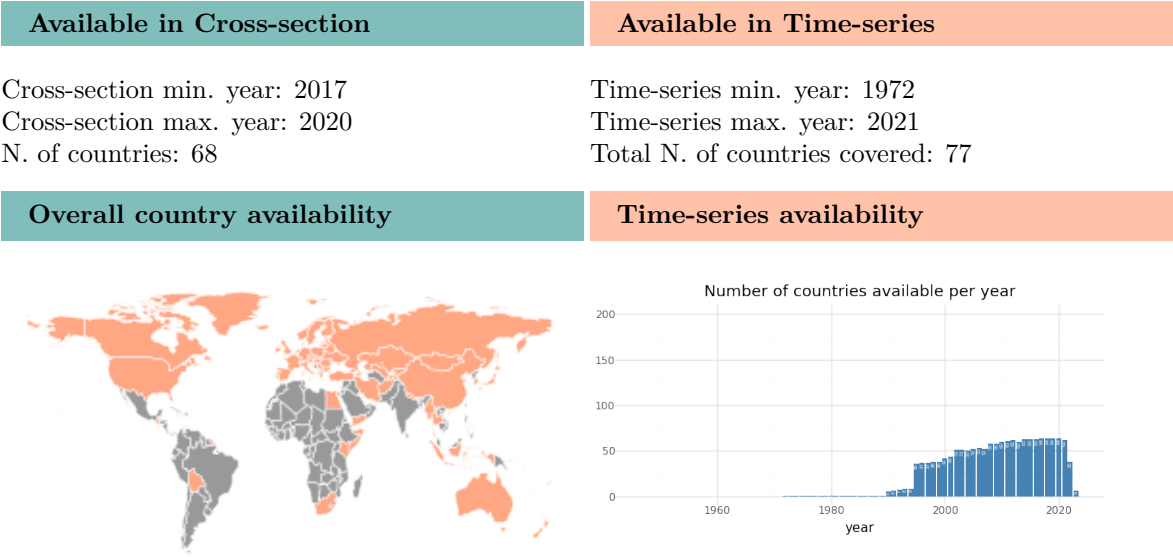 Available in Cross-section
Available in Time-series
Cross-section min. year: 2017
Cross-section max. year: 2020
N. of countries: 68
Time-series min. year: 1972
Time-series max. year: 2021
Total N. of countries covered: 77
Overall country availability
Time-series availability
Number of countries available per year
200
150
100
50
0
1960
1980
2000
2020
year